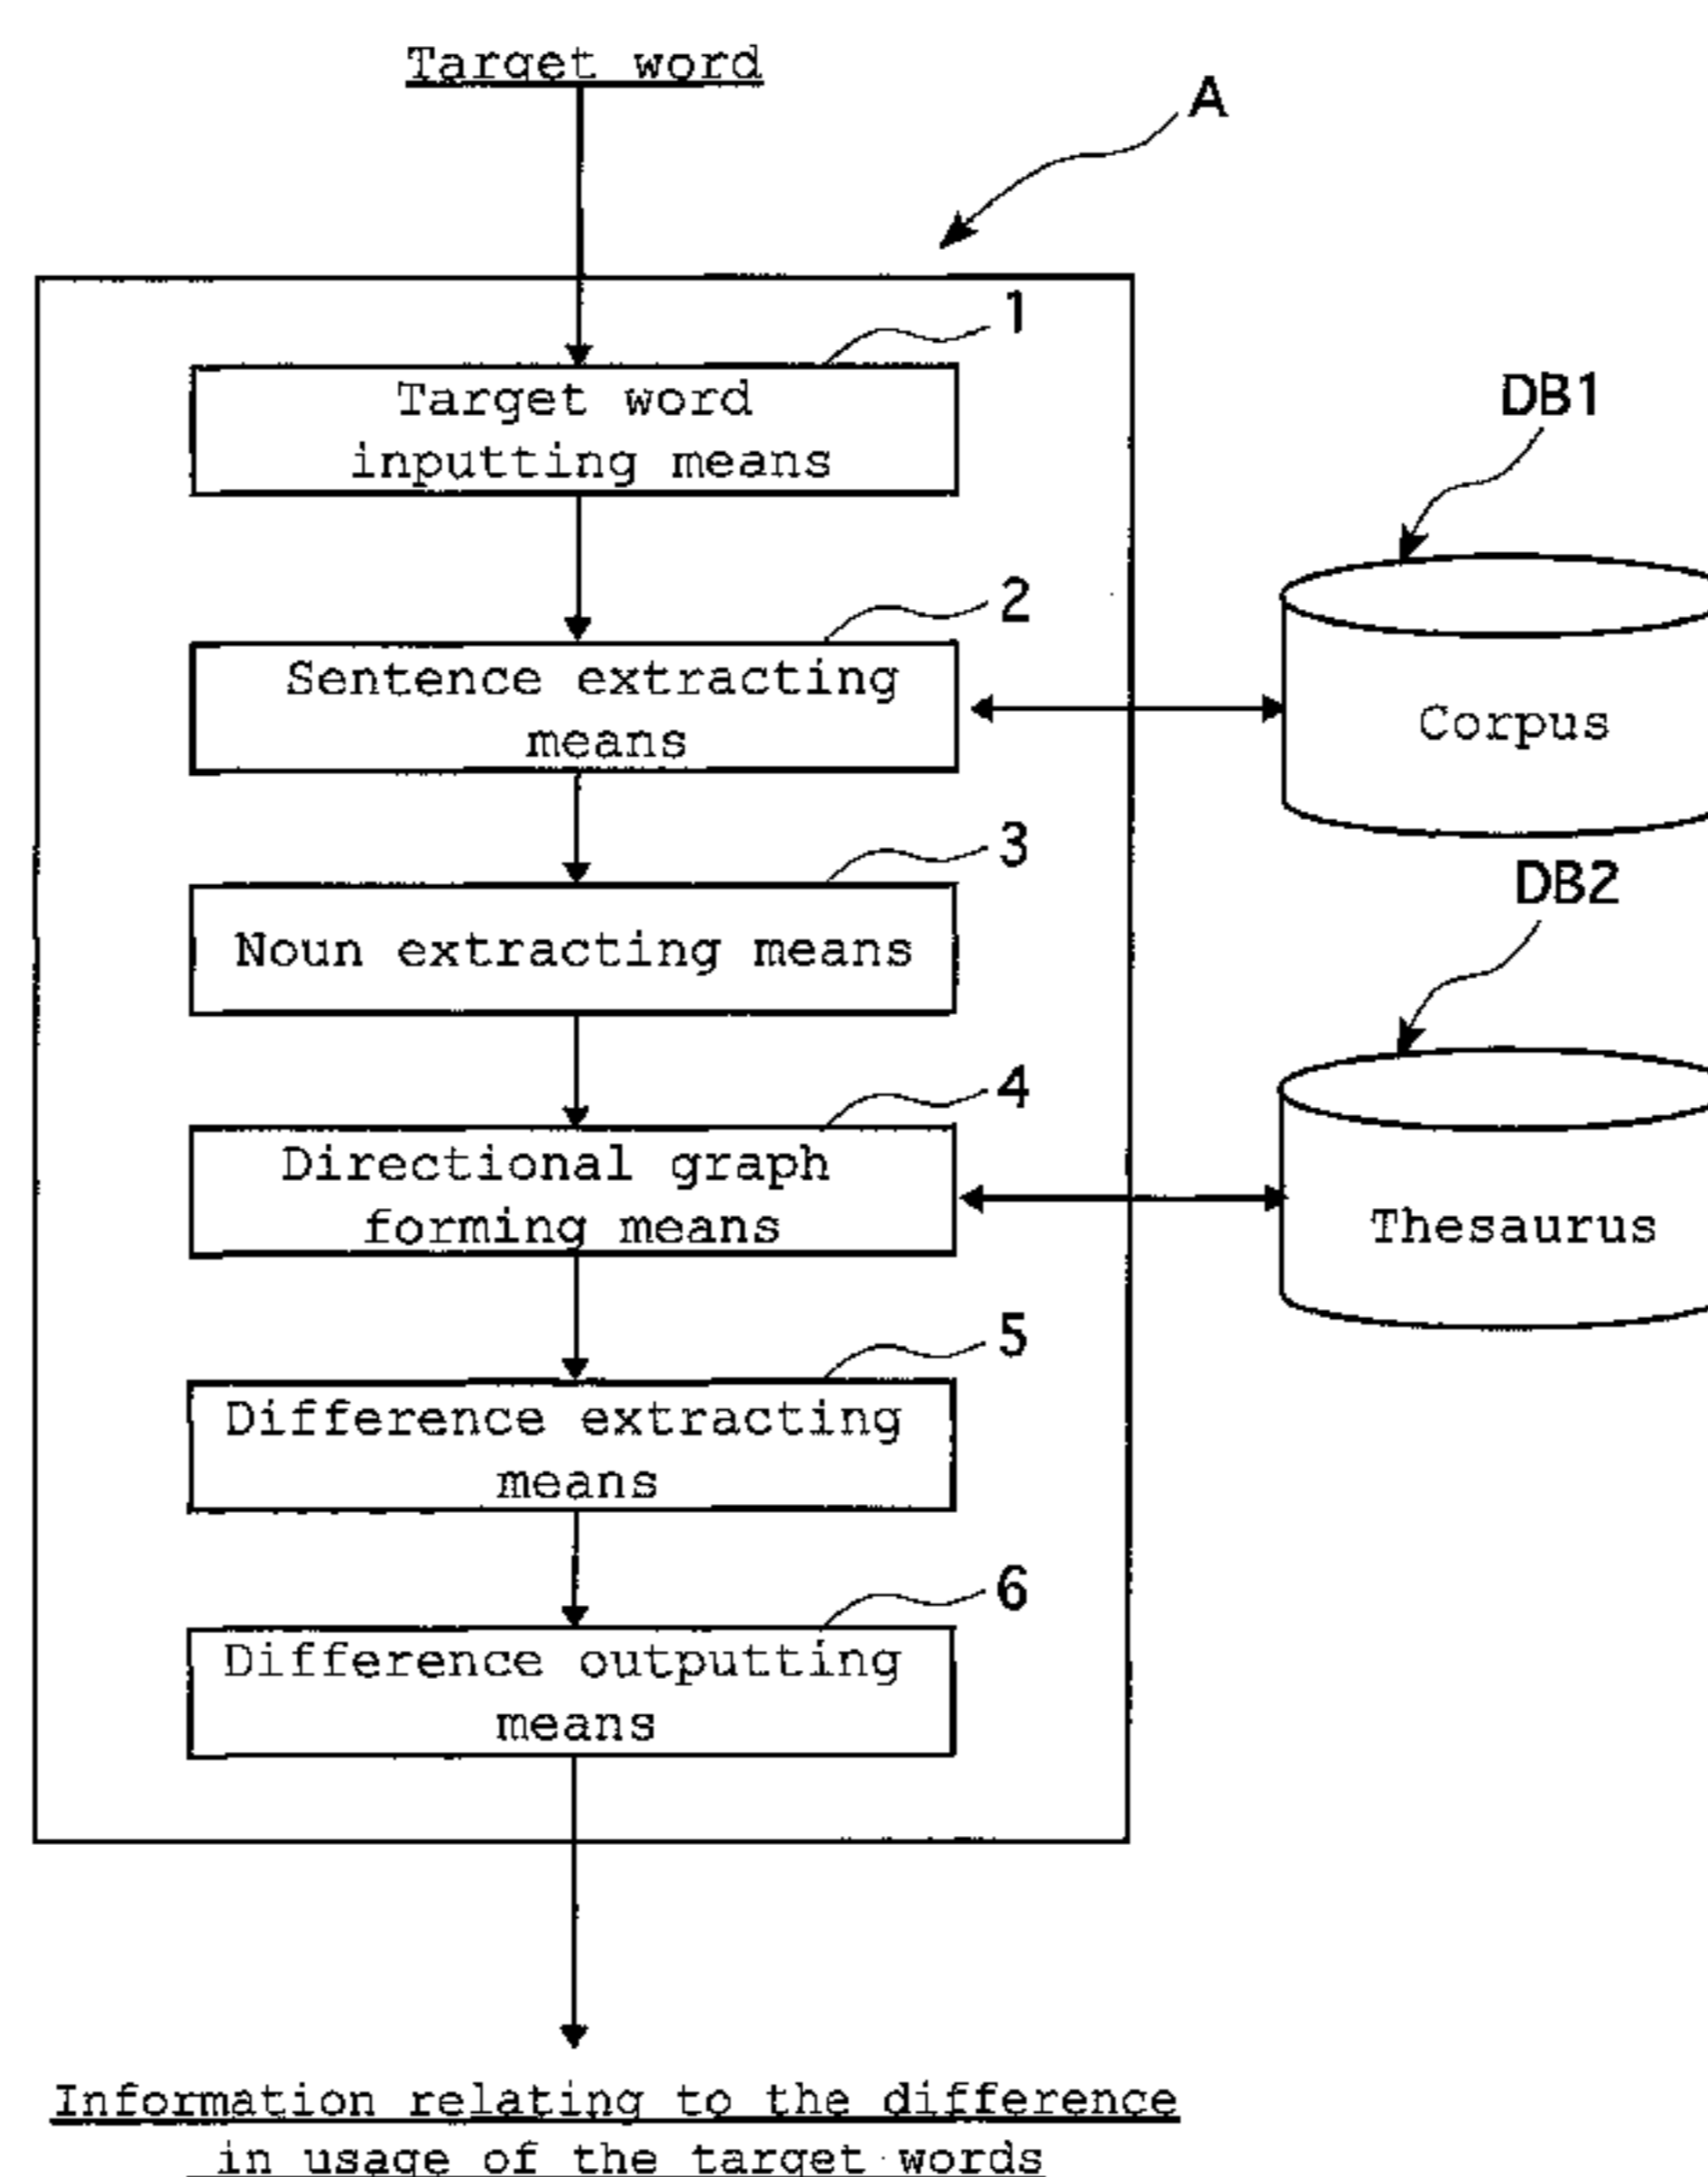 Target word
A
1
Target word
inputting means
DB1
2
Sentence extracting
means
Corpus
3
Noun extracting means
DB2
4
Directional graph
forming means
Thesaurus
5
Difference extracting
means
6
Difference outputting
means
Information relating to the difference
in usage of the target words